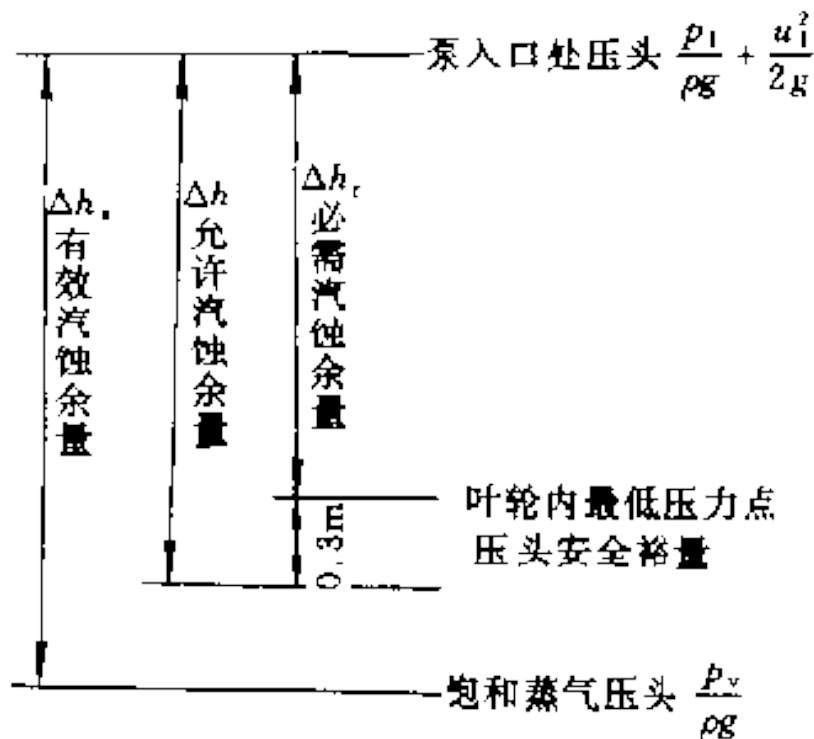 泵入口处压头 p₁/ρg + u₁²/2g
Δhₐ
有效汽蚀余量
Δh
允许汽蚀余量
Δhᵣ
必需汽蚀余量
0.3m
叶轮内最低压力点
压头安全裕量
饱和蒸气压头 pᵥ/ρg